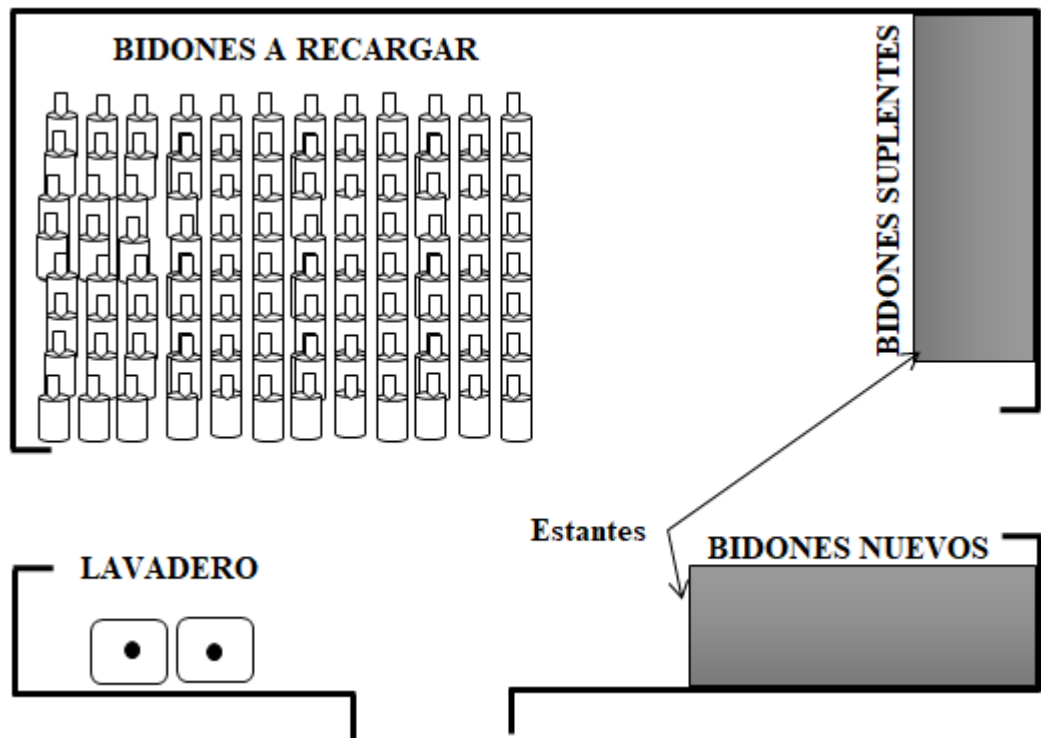 BIDONES A RECARGAR
BIDONES SUPLENTES
Estantes
BIDONES NUEVOS
LAVADERO